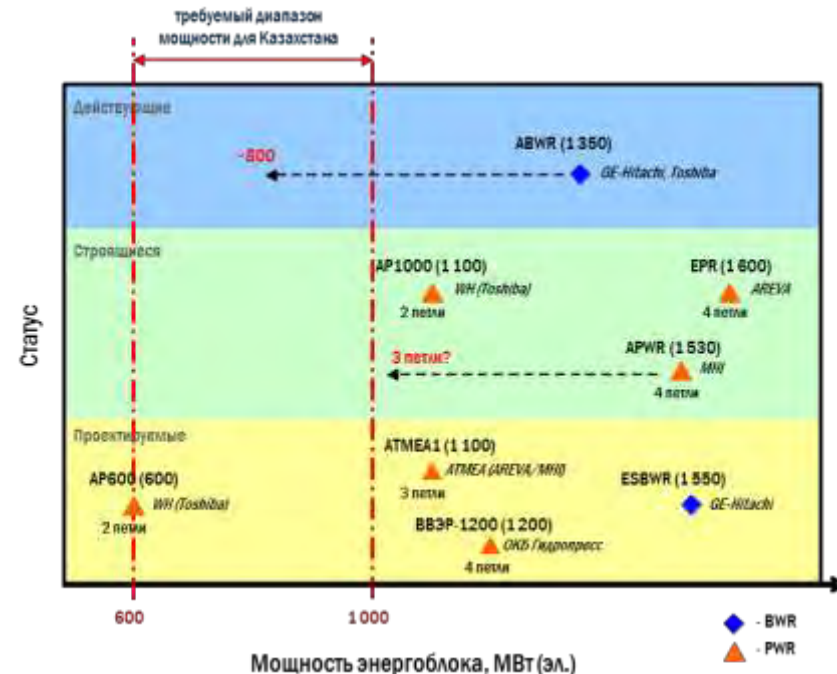 требуемый диапазон
мощности для Казахстана
Действующие
ABWR (1 350)
~800
GE-Hitachi, Toshiba
Строящиеся
AP1000 (1 100)
WH (Toshiba)
2 петли
EPR (1 600)
AREVA
4 петли
3 петли?
APWR (1 530)
MHI
4 петли
Проектируемые
ATMEA1 (1 100)
ATMEA (AREVA/MHI)
3 петли
AP600 (600)
WH (Toshiba)
2 петли
ESBWR (1 550)
GE-Hitachi
ВВЭР-1200 (1 200)
ОКБ Гидропресс
4 петли
Статус
600
1 000
Мощность энергоблока, МВт (эл.)
- BWR
- PWR